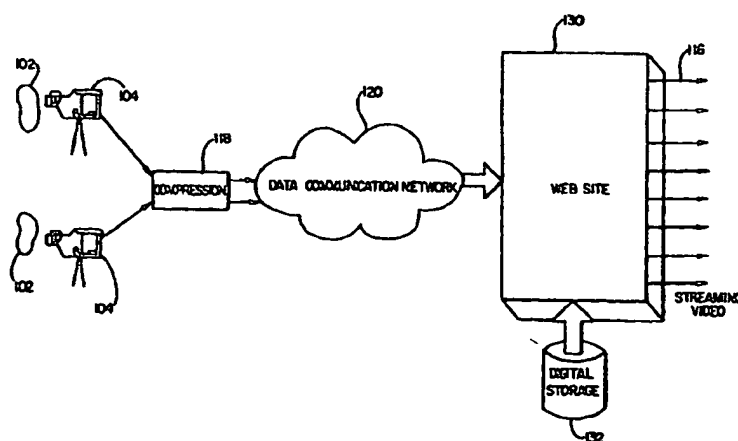 130
116
102
104
120
118
COMPRESSION
DATA COMMUNICATION NETWORK
WEB SITE
102
104
STREAMING
VIDEO
DIGITAL
STORAGE
132